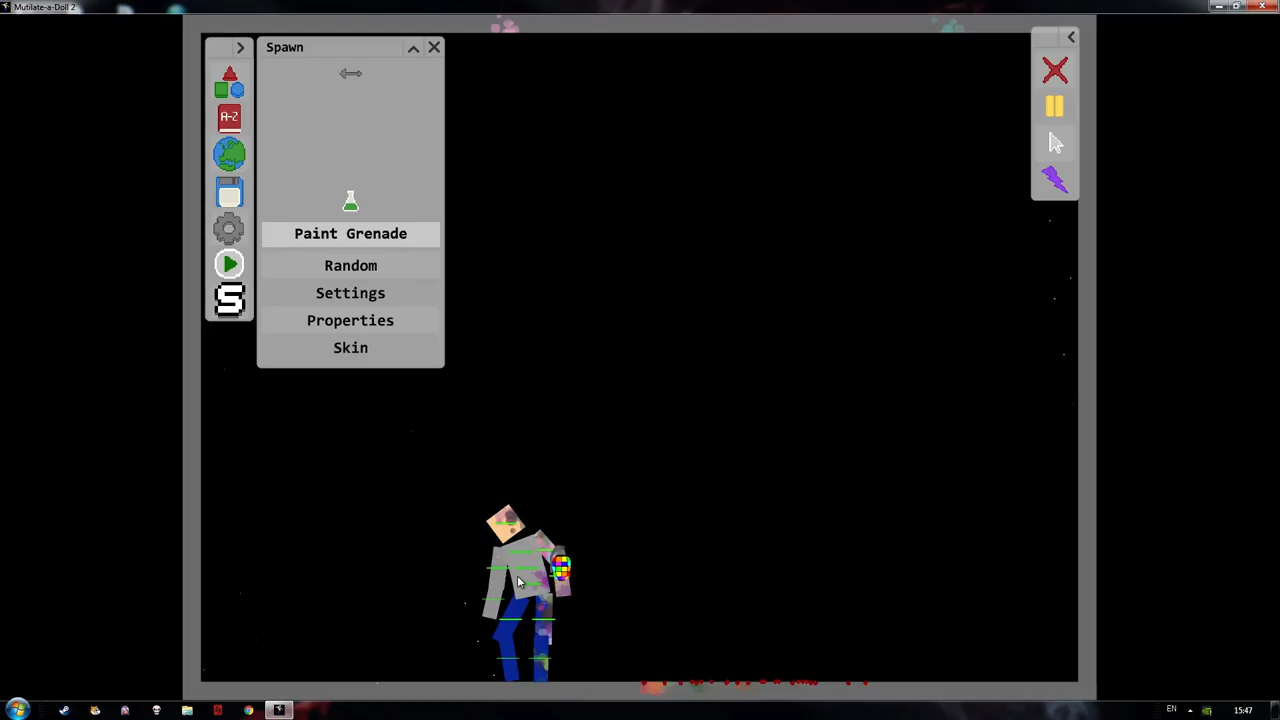 Mutilate-a-Doll 2
Spawn
A-Z
Paint Grenade
Random
Settings
Properties
Skin
S
EN
15:47